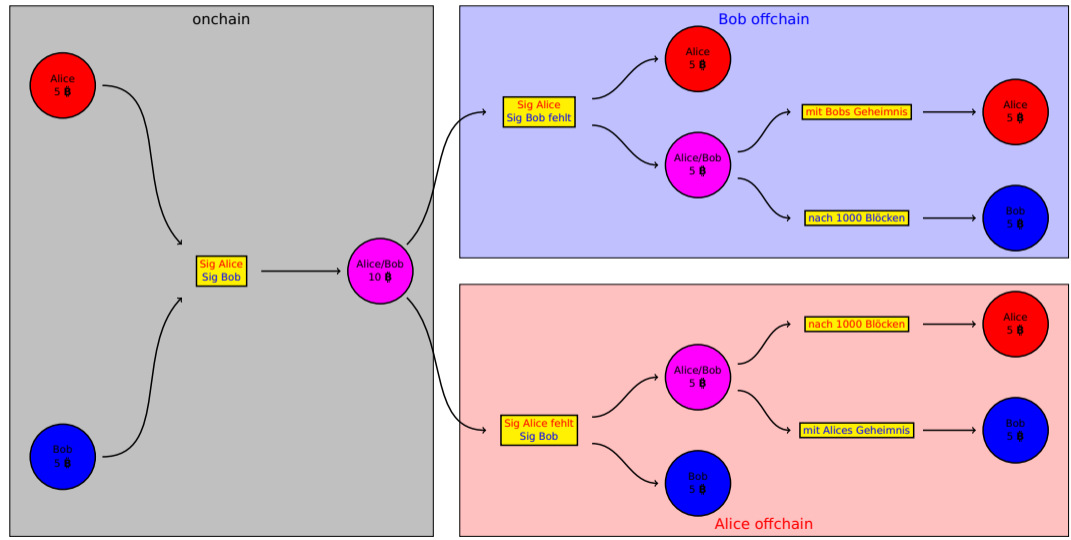 onchain
Alice
5 ฿
Sig Alice
Sig Bob
Alice/Bob
10 ฿
Bob
5 ฿
Bob offchain
Sig Alice
Sig Bob fehlt
Alice
5 ฿
Alice/Bob
5 ฿
mit Bobs Geheimnis
Alice
5 ฿
nach 1000 Blöcken
Bob
5 ฿
Sig Alice fehlt
Sig Bob
Alice/Bob
5 ฿
nach 1000 Blöcken
Alice
5 ฿
mit Alices Geheimnis
Bob
5 ฿
Bob
5 ฿
Alice offchain